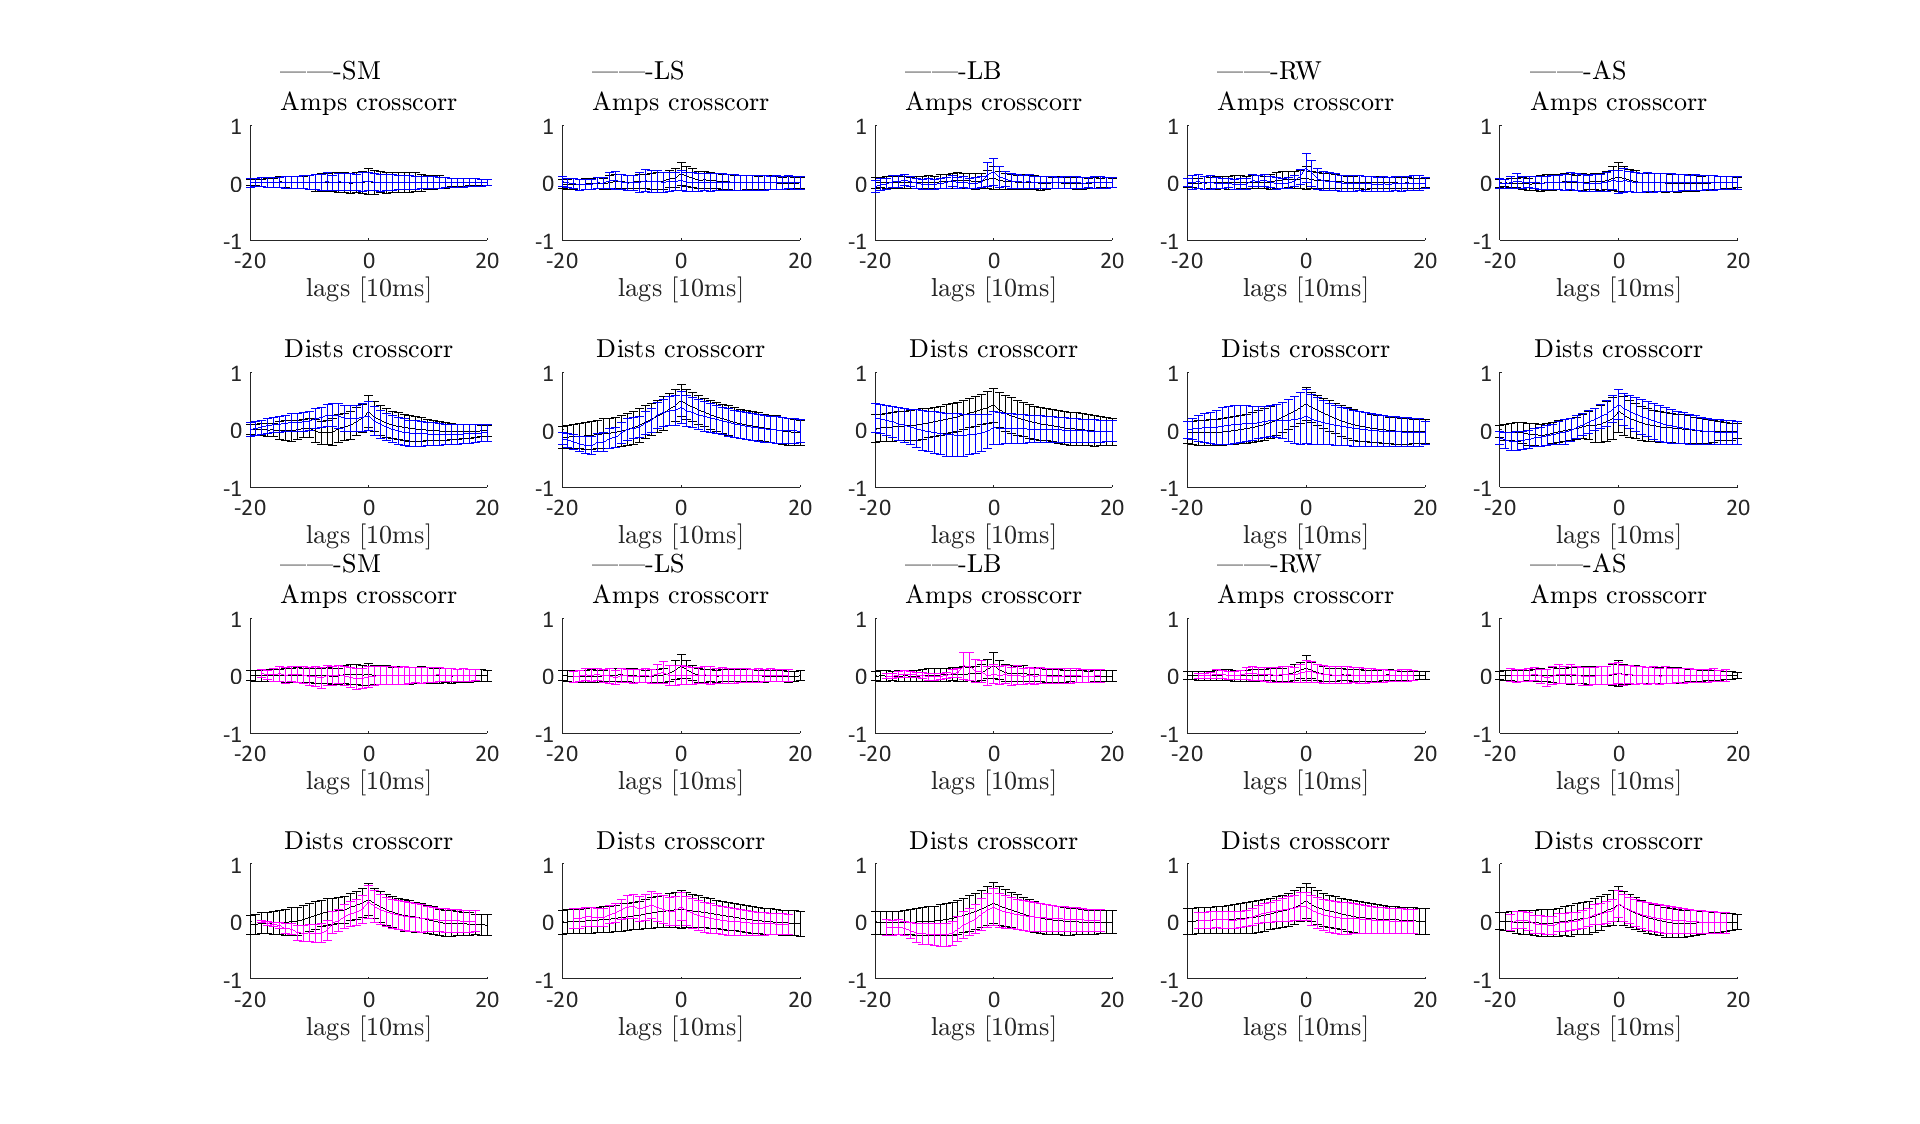 ———-SM ———-LS ———-LB ———-RW ———-AS
Amps crosscorr Amps crosscorr Amps crosscorr Amps crosscorr Amps crosscorr
1 1 1 1 1
0 0 0 0 0
-1 -1 -1 -1 -1
-20 0 20 -20 0 20 -20 0 20 -20 0 20 -20 0 20
lags [10ms] lags [10ms] lags [10ms] lags [10ms] lags [10ms]
Dists crosscorr Dists crosscorr Dists crosscorr Dists crosscorr Dists crosscorr
1 1 1 1 1
0 0 0 0 0
-1 -1 -1 -1 -1
-20 0 20 -20 0 20 -20 0 20 -20 0 20 -20 0 20
lags [10ms] lags [10ms] lags [10ms] lags [10ms] lags [10ms]
———-SM ———-LS ———-LB ———-RW ———-AS
Amps crosscorr Amps crosscorr Amps crosscorr Amps crosscorr Amps crosscorr
1 1 1 1 1
0 0 0 0 0
-1 -1 -1 -1 -1
-20 0 20 -20 0 20 -20 0 20 -20 0 20 -20 0 20
lags [10ms] lags [10ms] lags [10ms] lags [10ms] lags [10ms]
Dists crosscorr Dists crosscorr Dists crosscorr Dists crosscorr Dists crosscorr
1 1 1 1 1
0 0 0 0 0
-1 -1 -1 -1 -1
-20 0 20 -20 0 20 -20 0 20 -20 0 20 -20 0 20
lags [10ms] lags [10ms] lags [10ms] lags [10ms] lags [10ms]